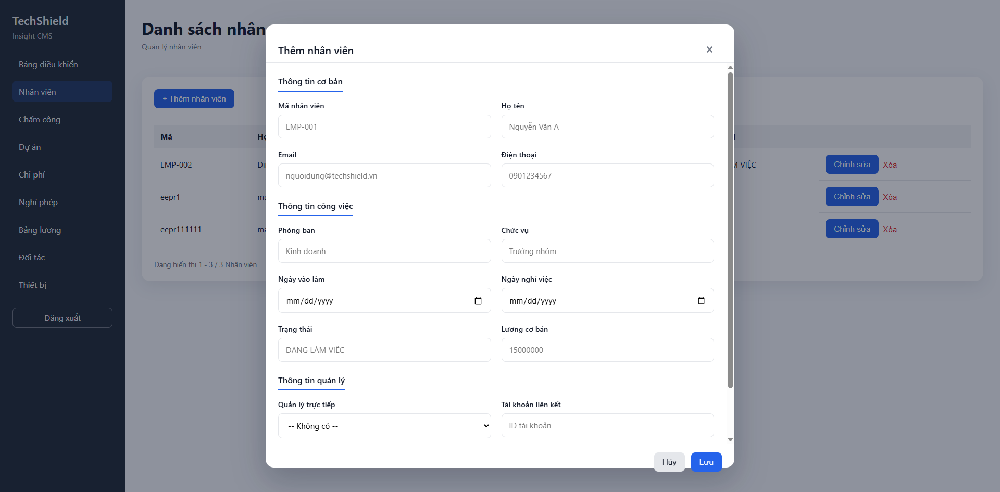 TechShield
Insight CMS
Bảng điều khiển
Nhân viên
Chấm công
Dự án
Chi phí
Nghỉ phép
Bảng lương
Đối tác
Thiết bị
Đăng xuất
Danh sách nhân
Quản lý nhân viên
+ Thêm nhân viên
Mã
EMP-002 VIỆC Chỉnh sửa Xóa
eepr1 Chỉnh sửa Xóa
eepr111111 Chỉnh sửa Xóa
Đang hiển thị 1 - 3 / 3 Nhân viên
Thêm nhân viên ×
Thông tin cơ bản
Mã nhân viên Họ tên
EMP-001 Nguyễn Văn A
Email Điện thoại
nguoidung@techshield.vn 0901234567
Thông tin công việc
Phòng ban Chức vụ
Kinh doanh Trưởng nhóm
Ngày vào làm Ngày nghỉ việc
mm/dd/yyyy mm/dd/yyyy
Trạng thái Lương cơ bản
ĐANG LÀM VIỆC 15000000
Thông tin quản lý
Quản lý trực tiếp Tài khoản liên kết
-- Không có -- ID tài khoản
Hủy Lưu